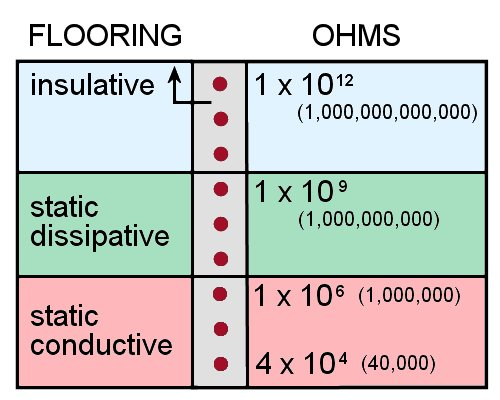 FLOORING OHMS
insulative 1 x 10¹²
(1,000,000,000,000)
static
dissipative
1 x 10⁹
(1,000,000,000)
static
conductive
1 x 10⁶ (1,000,000)
4 x 10⁴ (40,000)